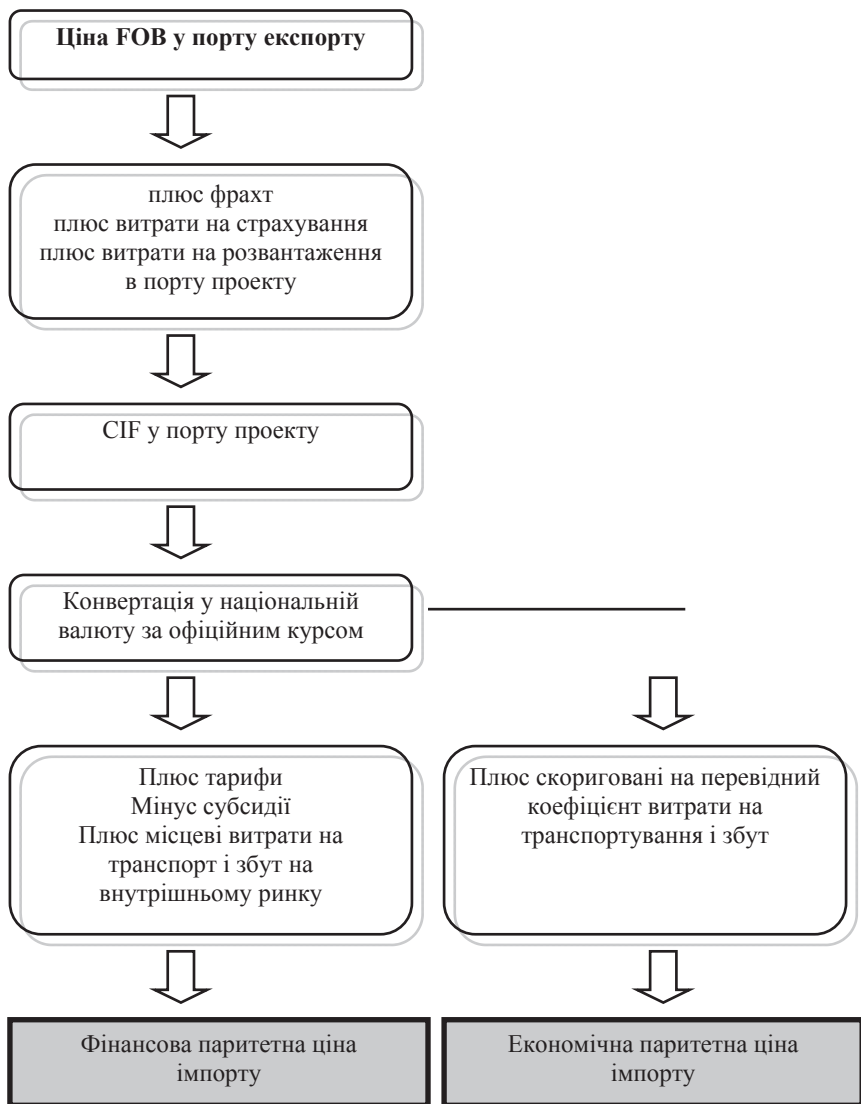 Ціна FOB у порту експорту
плюс фрахт
плюс витрати на страхування
плюс витрати на розвантаження
в порту проекту
CIF у порту проекту
Конвертація у національній
валюту за офіційним курсом
Плюс тарифи
Мінус субсидії
Плюс місцеві витрати на
транспорт і збут на
внутрішньому ринку
Плюс скориговані на перевідний
коефіцієнт витрати на
транспортування і збут
Фінансова паритетна ціна
імпорту
Економічна паритетна ціна
імпорту